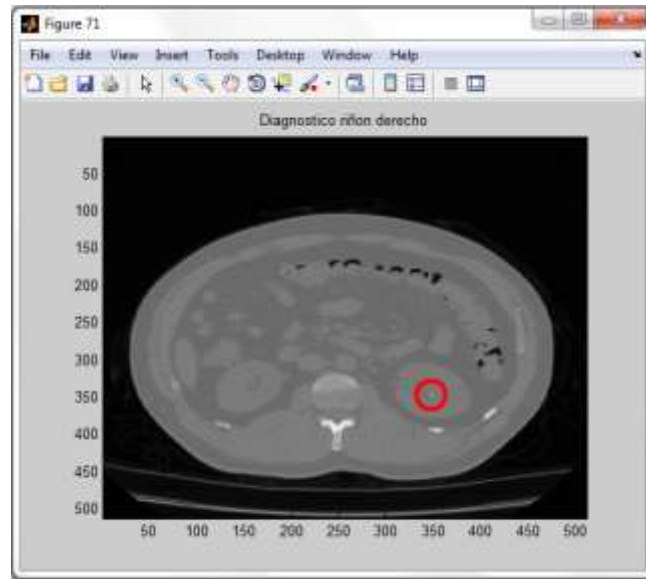 Figure 71
File Edit View Insert Tools Desktop Window Help
Diagnostico riñon derecho
50
100
150
200
250
300
350
400
450
500
50 100 150 200 250 300 350 400 450 500